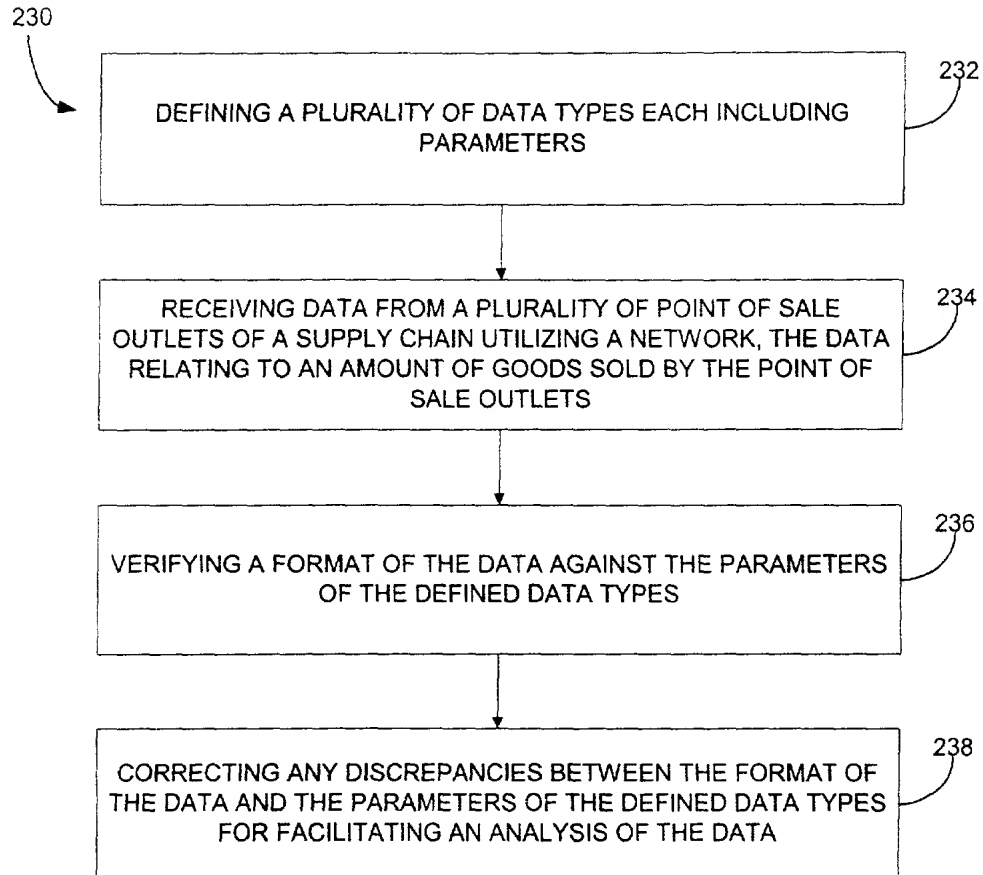 230
232
DEFINING A PLURALITY OF DATA TYPES EACH INCLUDING
PARAMETERS
234
RECEIVING DATA FROM A PLURALITY OF POINT OF SALE
OUTLETS OF A SUPPLY CHAIN UTILIZING A NETWORK, THE DATA
RELATING TO AN AMOUNT OF GOODS SOLD BY THE POINT OF
SALE OUTLETS
236
VERIFYING A FORMAT OF THE DATA AGAINST THE PARAMETERS
OF THE DEFINED DATA TYPES
238
CORRECTING ANY DISCREPANCIES BETWEEN THE FORMAT OF
THE DATA AND THE PARAMETERS OF THE DEFINED DATA TYPES
FOR FACILITATING AN ANALYSIS OF THE DATA